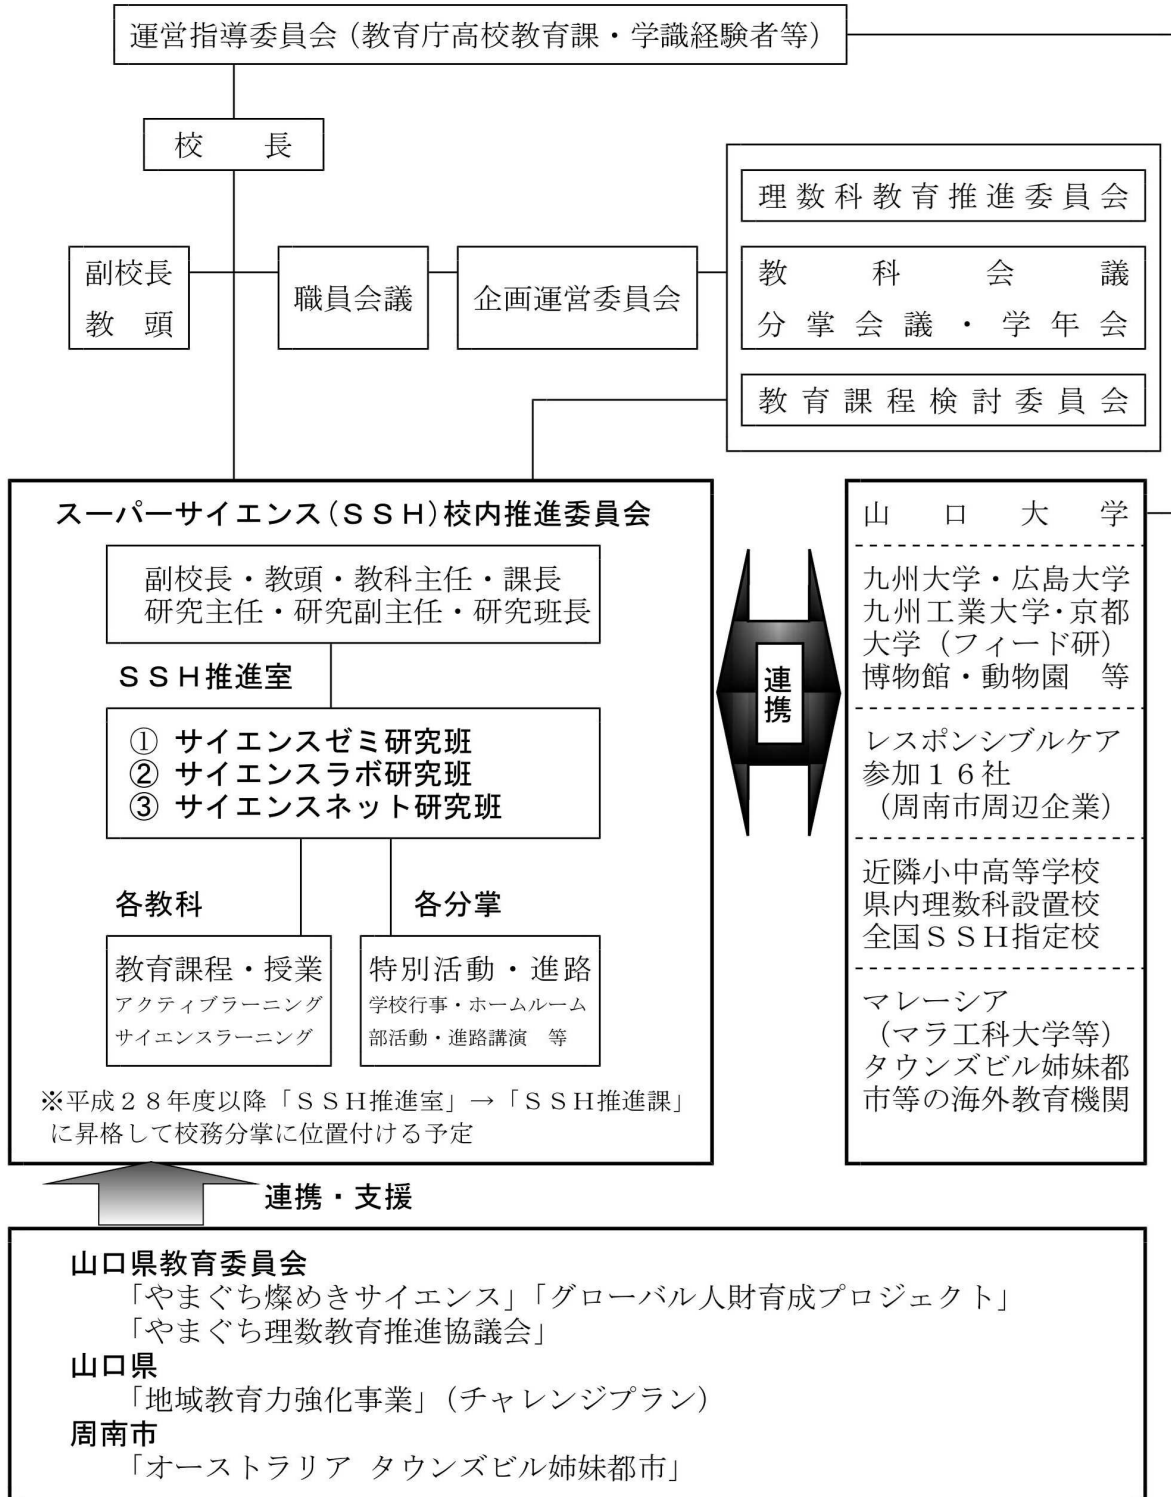 運営指導委員会（教育庁高校教育課・学識経験者等）
校　　長
副校長
教　頭
職員会議
企画運営委員会
理数科教育推進委員会
教科会議
分掌会議・学年会
教育課程検討委員会
スーパーサイエンス（ＳＳＨ）校内推進委員会
副校長・教頭・教科主任・課長
研究主任・研究副主任・研究班長
ＳＳＨ推進室
① サイエンスゼミ研究班
② サイエンスラボ研究班
③ サイエンスネット研究班
各教科
各分掌
教育課程・授業
アクティブラーニング
サイエンスラーニング
特別活動・進路
学校行事・ホームルーム
部活動・進路講演　等
※平成２８年度以降「ＳＳＨ推進室」→「ＳＳＨ推進課」
に昇格して校務分掌に位置付ける予定
連携
山口大学
九州大学・広島大学
九州工業大学・京都
大学（フィード研）
博物館・動物園　等
レスポンシブルケア
参加１６社
（周南市周辺企業）
近隣小中高等学校
県内理数科設置校
全国ＳＳＨ指定校
マレーシア
（マラ工科大学等）
タウンズビル姉妹都
市等の海外教育機関
連携・支援
山口県教育委員会
「やまぐち燦めきサイエンス」「グローバル人財育成プロジェクト」
「やまぐち理数教育推進協議会」
山口県
「地域教育力強化事業」（チャレンジプラン）
周南市
「オーストラリア タウンズビル姉妹都市」